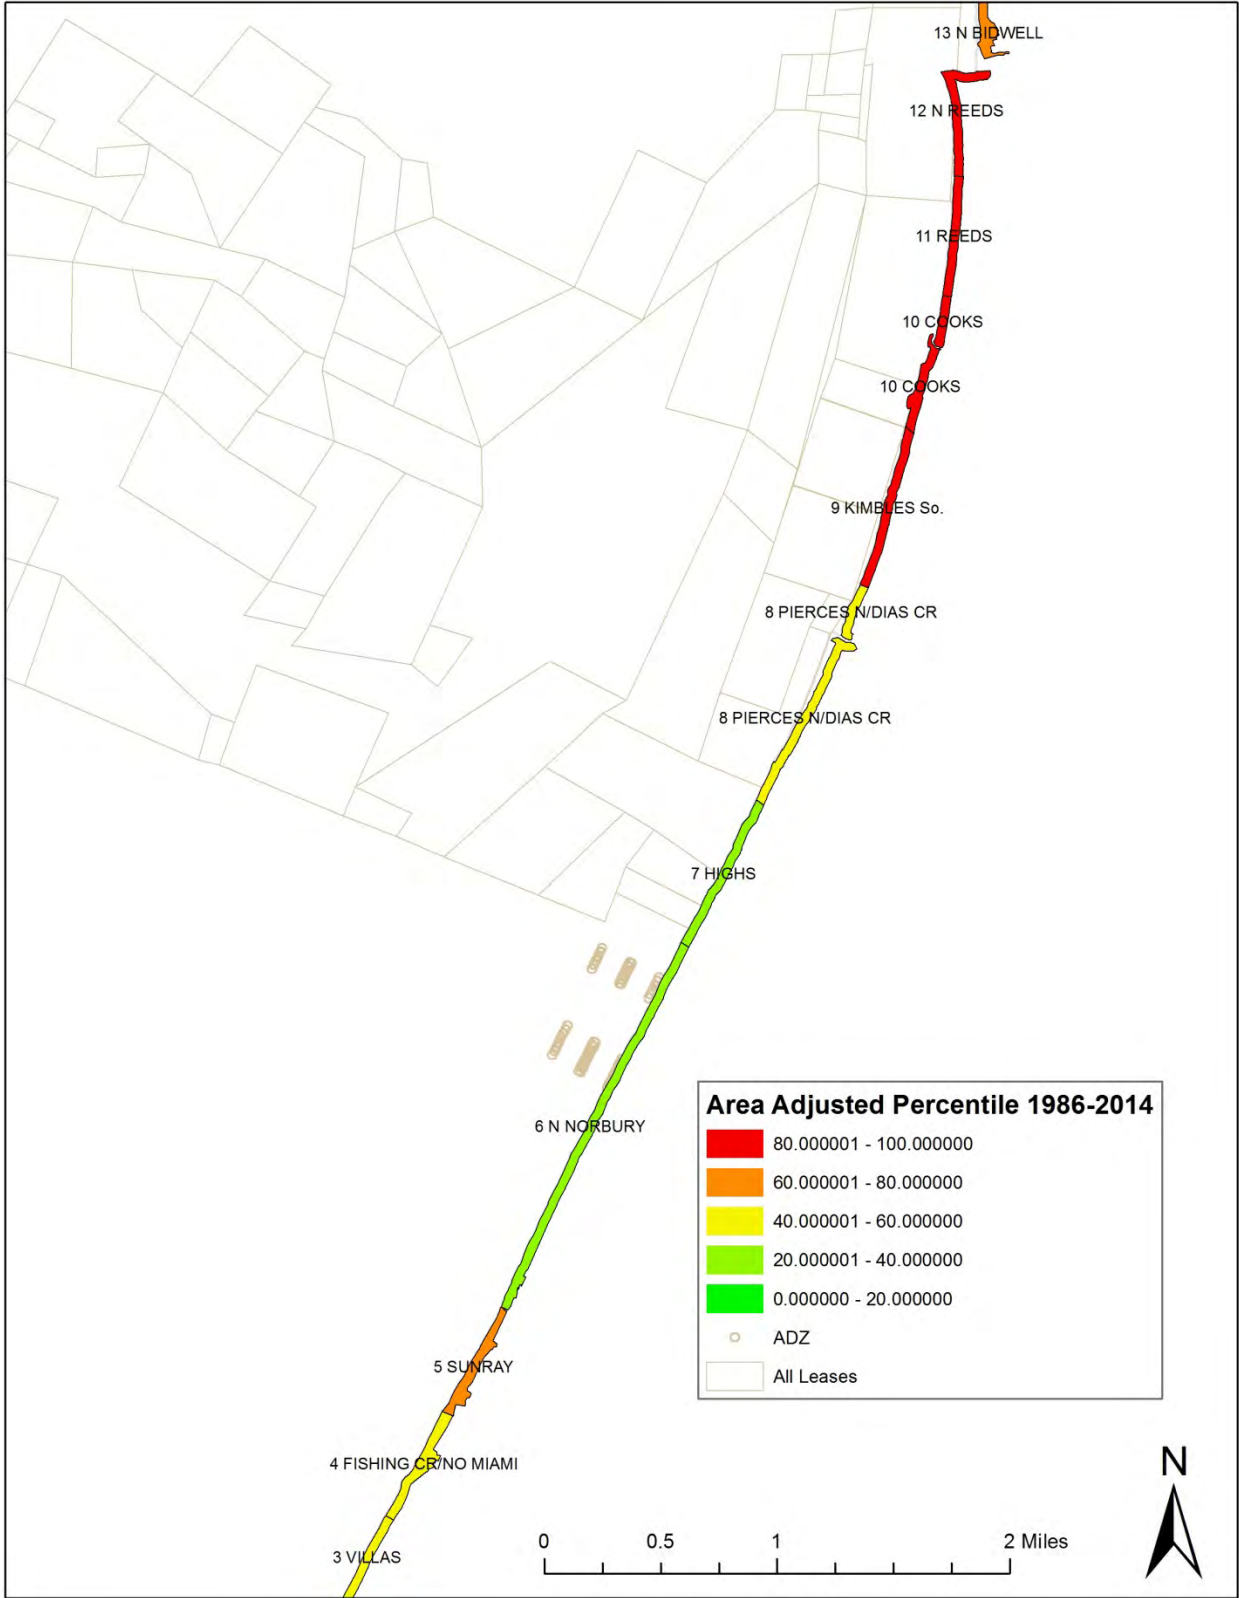 13 N BIDWELL
12 N REEDS
11 REEDS
10 COOKS
10 COOKS
9 KIMBLES So.
8 PIERCES N/DIAS CR
8 PIERCES N/DIAS CR
7 HIGHS
6 N NORBURY
Area Adjusted Percentile 1986-2014
80.000001 - 100.000000
60.000001 - 80.000000
40.000001 - 60.000000
20.000001 - 40.000000
0.000000 - 20.000000
ADZ
All Leases
5 SUNRAY
4 FISHING CR/NO MIAMI
3 VILLAS
N
0 0.5 1 2 Miles